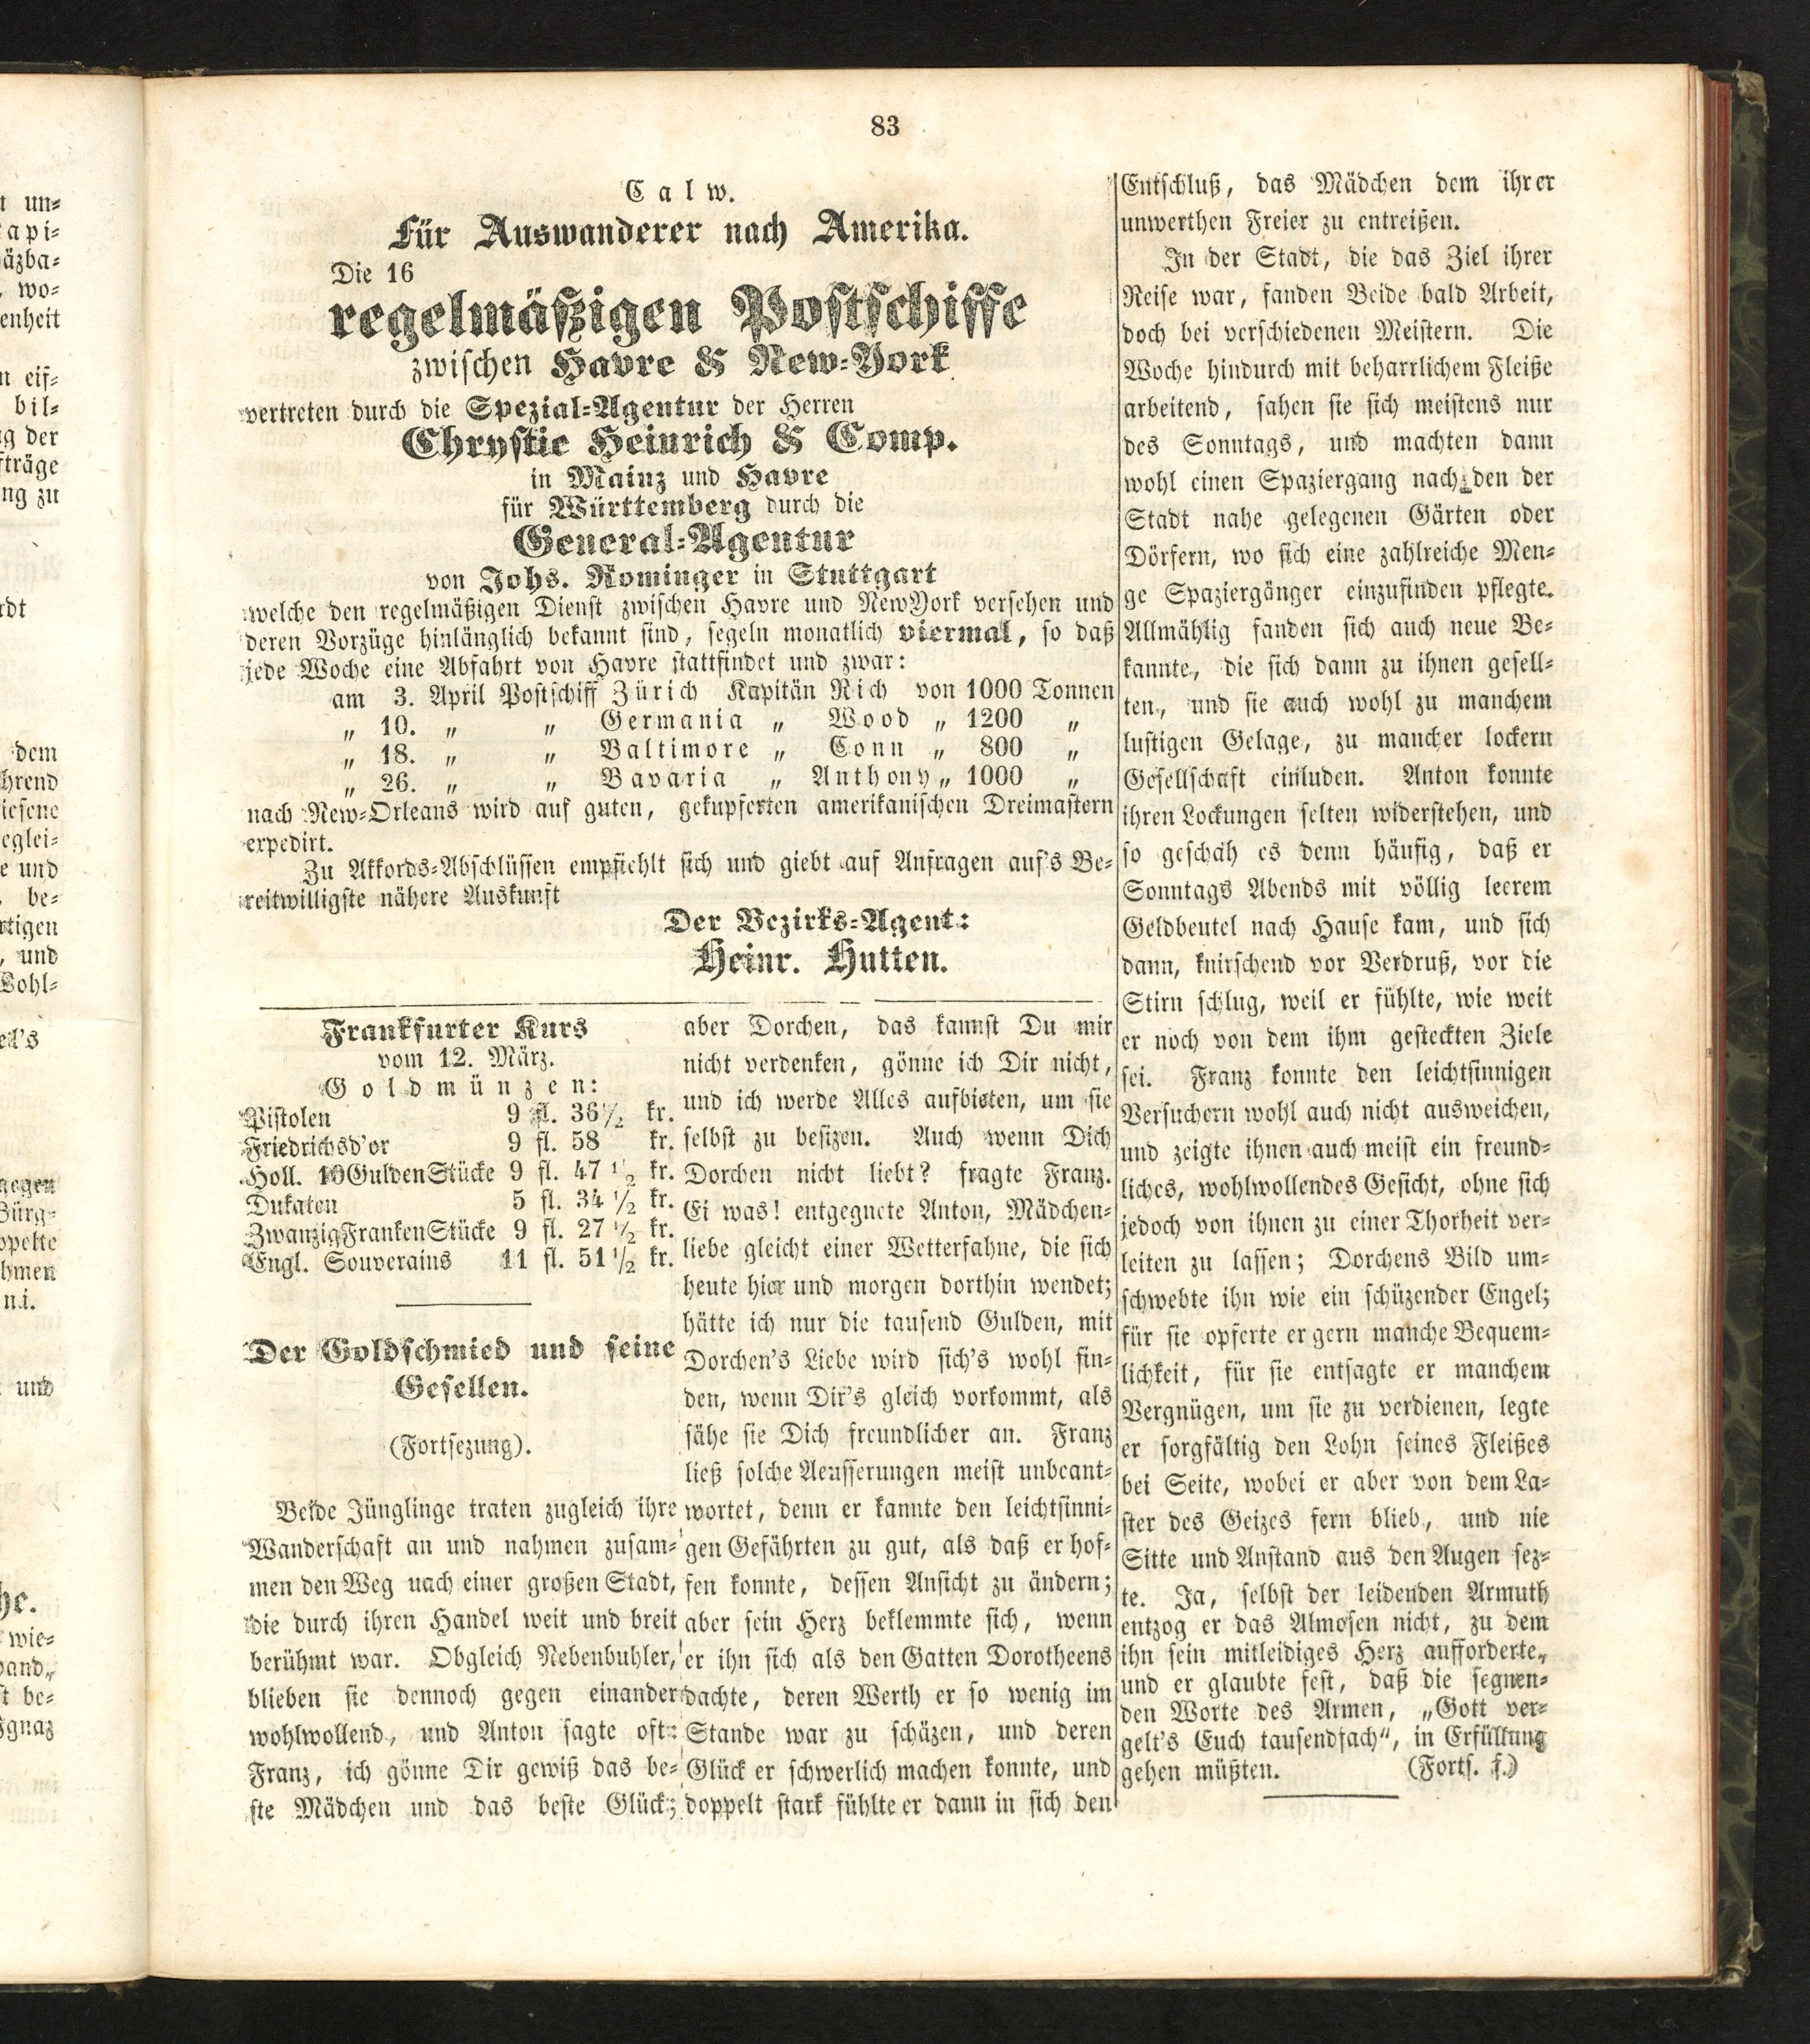 83
Calw.
Für Auswanderer nach Amerika.
Die 16
regelmäßigen Postschiffe
zwischen Havre & New-York
vertreten durch die Spezial-Agentur der Herren
Chrystie Heinrich & Comp.
in Mainz und Havre
für Württemberg durch die
General-Agentur
von Johs. Rominger in Stuttgart
welche den regelmäßigen Dienst zwischen Havre und NewYork versehen und
deren Vorzüge hinlänglich bekannt sind, segeln monatlich viermal, so daß
jede Woche eine Abfahrt von Havre stattfindet und zwar:
am 3. April Postschiff Zürich Kapitän Rich von 1000 Tonnen
„ 10. „ „ Germania „ Wood „ 1200 „
„ 18. „ „ Baltimore „ Conn „ 800 „
„ 26. „ „ Bavaria „ Anthony „ 1000 „
nach New-Orleans wird auf guten, gekupferten amerikanischen Dreimastern
expedirt.
Zu Akkords-Abschlüssen empfiehlt sich und giebt auf Anfragen auf's Be-
reitwilligste nähere Auskunft
Der Bezirks-Agent:
Heinr. Hutten.
Frankfurter Kurs
vom 12. März.
Goldmünzen:
Pistolen 9 fl. 36 1/2 kr.
Friedrichsd'or 9 fl. 58 kr.
Holl. 10GuldenStücke 9 fl. 47 1/2 kr.
Dukaten 5 fl. 34 1/2 kr.
ZwanzigFrankenStücke 9 fl. 27 1/2 kr.
Engl. Souverains 11 fl. 51 1/2 kr.
Der Goldschmied und seine
Gesellen.
(Fortsezung).
Beide Jünglinge traten zugleich ihre
Wanderschaft an und nahmen zusam-
men den Weg nach einer großen Stadt,
die durch ihren Handel weit und breit
berühmt war. Obgleich Nebenbuhler,
blieben sie dennoch gegen einander
wohlwollend, und Anton sagte oft:
Franz, ich gönne Dir gewiß das be-
ste Mädchen und das beste Glück;
aber Dorchen, das kannst Du mir
nicht verdenken, gönne ich Dir nicht,
und ich werde Alles aufbieten, um sie
selbst zu besizen. Auch wenn Dich
Dorchen nicht liebt? fragte Franz.
Ei was! entgegnete Anton, Mädchen-
liebe gleicht einer Wetterfahne, die sich
heute hier und morgen dorthin wendet;
hätte ich nur die tausend Gulden, mit
Dorchen's Liebe wird sich's wohl fin-
den, wenn Dir's gleich vorkommt, als
sähe sie Dich freundlicher an. Franz
ließ solche Aeusserungen meist unbeant-
wortet, denn er kannte den leichtsinni-
gen Gefährten zu gut, als daß er hof-
fen konnte, dessen Ansicht zu ändern;
aber sein Herz beklemmte sich, wenn
er ihn sich als den Gatten Dorotheens
dachte, deren Werth er so wenig im
Stande war zu schäzen, und deren
Glück er schwerlich machen konnte, und
doppelt stark fühlte er dann in sich den
Entschluß, das Mädchen dem ihrer
unwerthen Freier zu entreißen.
In der Stadt, die das Ziel ihrer
Reise war, fanden Beide bald Arbeit,
doch bei verschiedenen Meistern. Die
Woche hindurch mit beharrlichem Fleiße
arbeitend, sahen sie sich meistens nur
des Sonntags, und machten dann
wohl einen Spaziergang nach den der
Stadt nahe gelegenen Gärten oder
Dörfern, wo sich eine zahlreiche Men-
ge Spaziergänger einzufinden pflegte.
Allmählig fanden sich auch neue Be-
kannte, die sich dann zu ihnen gesell-
ten, und sie auch wohl zu manchem
lustigen Gelage, zu mancher lockern
Gesellschaft einluden. Anton konnte
ihren Lockungen selten widerstehen, und
so geschah es denn häufig, daß er
Sonntags Abends mit völlig leerem
Geldbeutel nach Hause kam, und sich
dann, knirschend vor Verdruß, vor die
Stirn schlug, weil er fühlte, wie weit
er noch von dem ihm gesteckten Ziele
sei. Franz konnte den leichtsinnigen
Versuchern wohl auch nicht ausweichen,
und zeigte ihnen auch meist ein freund-
liches, wohlwollendes Gesicht, ohne sich
jedoch von ihnen zu einer Thorheit ver-
leiten zu lassen; Dorchens Bild um-
schwebte ihn wie ein schüzender Engel;
für sie opferte er gern manche Bequem-
lichkeit, für sie entsagte er manchem
Vergnügen, um sie zu verdienen, legte
er sorgfältig den Lohn seines Fleißes
bei Seite, wobei er aber von dem La-
ster des Geizes fern blieb, und nie
Sitte und Anstand aus den Augen sez-
te. Ja, selbst der leidenden Armuth
entzog er das Almosen nicht, zu dem
ihn sein mitleidiges Herz aufforderte,
und er glaubte fest, daß die segnen-
den Worte des Armen, „Gott ver-
gelt's Euch tausendfach“, in Erfüllung
gehen müßten. (Forts. f.)